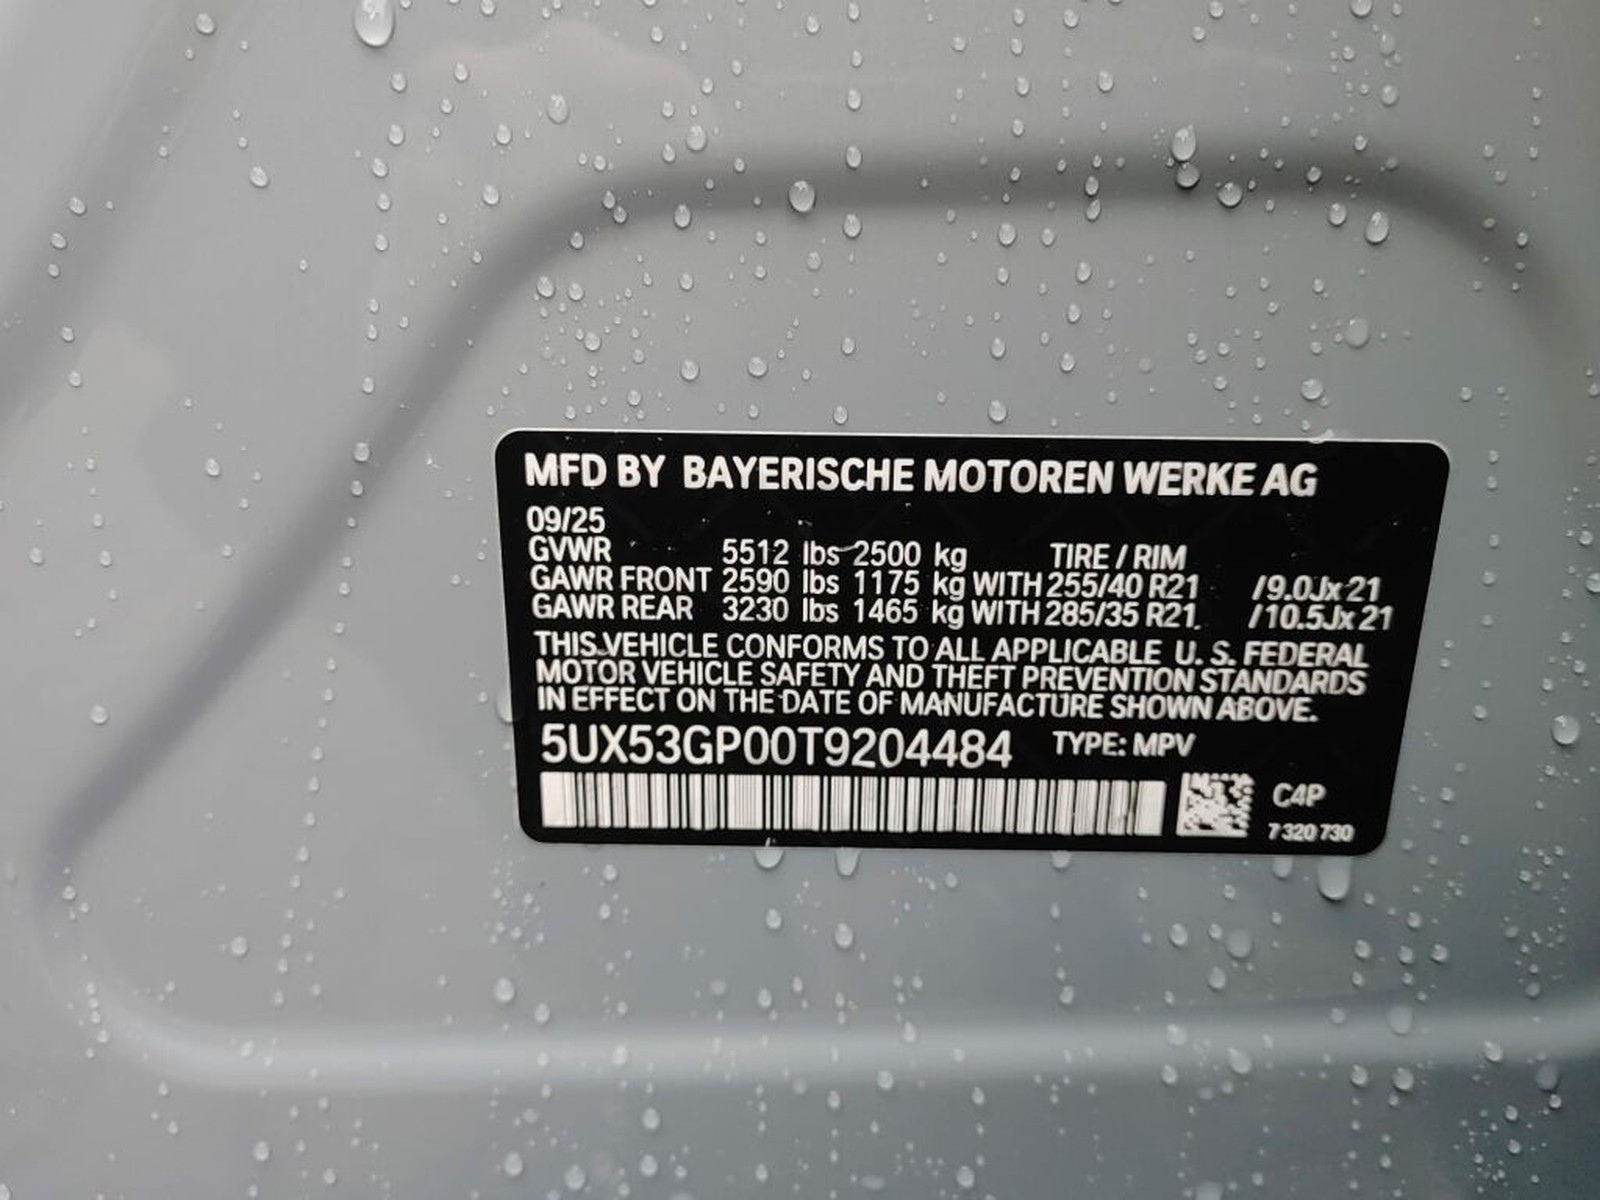 MFD BY BAYERISCHE MOTOREN WERKE AG
09/25
GVWR 5512 lbs 2500 kg TIRE / RIM
GAWR FRONT 2590 lbs 1175 kg WITH 255/40 R21 /9.0Jx21
GAWR REAR 3230 lbs 1465 kg WITH 285/35 R21 /10.5Jx21
THIS VEHICLE CONFORMS TO ALL APPLICABLE U. S. FEDERAL
MOTOR VEHICLE SAFETY AND THEFT PREVENTION STANDARDS
IN EFFECT ON THE DATE OF MANUFACTURE SHOWN ABOVE.
5UX53GP00T9204484 TYPE: MPV
C4P
7 320 730